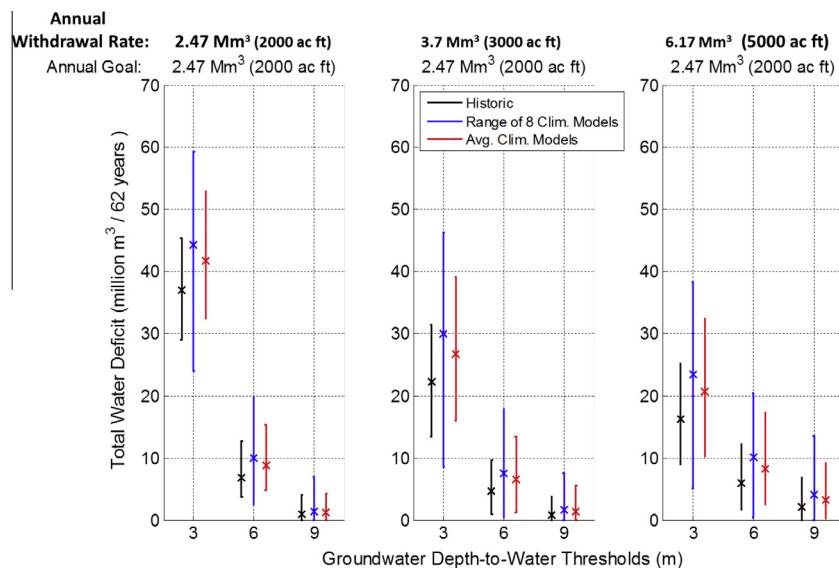 Annual
Withdrawal Rate: 2.47 Mm³ (2000 ac ft) 3.7 Mm³ (3000 ac ft) 6.17 Mm³ (5000 ac ft)
Annual Goal: 2.47 Mm³ (2000 ac ft) 2.47 Mm³ (2000 ac ft) 2.47 Mm³ (2000 ac ft)
Total Water Deficit (million m³ / 62 years)
70 70 70
Historic
Range of 8 Clim. Models
Avg. Clim. Models
60 60 60
50 50 50
40 40 40
30 30 30
20 20 20
10 10 10
0 0 0
3 6 9 3 6 9 3 6 9
Groundwater Depth-to-Water Thresholds (m)